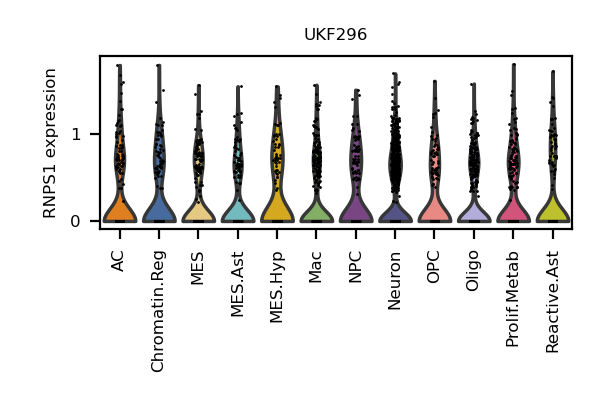 UKF296
RNPS1 expression
1
0
AC
Chromatin.Reg
MES
MES.Ast
MES.Hyp
Mac
NPC
Neuron
OPC
Oligo
Prolif.Metab
Reactive.Ast